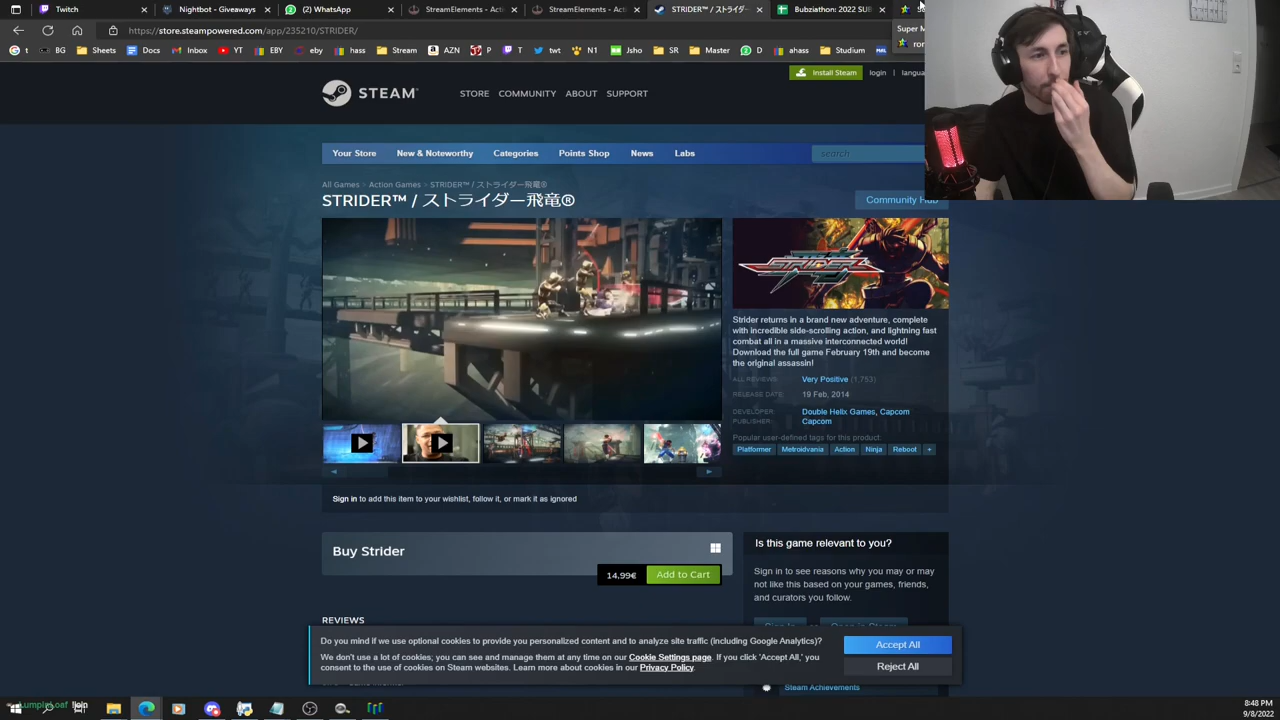 Twitch
Nightbot - Giveaways
(2) WhatsApp
StreamElements -
StreamElements -
STRIDER™ / ストライダ
Bubziathon: 2022 SUB
https://store.steampowered.com/app/235210/STRIDER/
Super M
G
BG
Sheets
Docs
Inbox
YT
EBY
eby
hass
Stream
AZN
P
T
twt
N1
Jsho
SR
Master
D
ahass
Studium
Install Steam
login
|
langua
STEAM
STORE
COMMUNITY
ABOUT
SUPPORT
Your Store
New & Noteworthy
Categories
Points Shop
News
Labs
search
All Games > Action Games > STRIDER™ / ストライダー飛竜®
STRIDER™ / ストライダー飛竜®
Community Hub
STRIDER
Strider returns in a brand new adventure, complete
with incredible side-scrolling action, and lightning fast
combat all in a massive interconnected world!
Download the full game February 19th and become
the original assassin!
ALL REVIEWS: Very Positive (1,753)
RELEASE DATE: 19 Feb, 2014
DEVELOPER: Double Helix Games, Capcom
PUBLISHER: Capcom
Popular user-defined tags for this product:
Platformer
Metroidvania
Action
Ninja
Reboot
+
Sign in to add this item to your wishlist, follow it, or mark it as ignored
Buy Strider
14,99€
Add to Cart
Is this game relevant to you?
Sign in to see reasons why you may or may
not like this based on your games, friends,
and curators you follow.
REVIEWS
Do you mind if we use optional cookies to provide you personalized content and to analyze site traffic (including Google Analytics)?
We don't use a lot of cookies; you can see and manage them at any time on our Cookie Settings page. If you click 'Accept All,' you
consent to the use of cookies on Steam websites. Learn more about cookies in our Privacy Policy.
Accept All
Reject All
Steam Achievements
LumpinLoaf !join
8:48 PM
9/8/2022